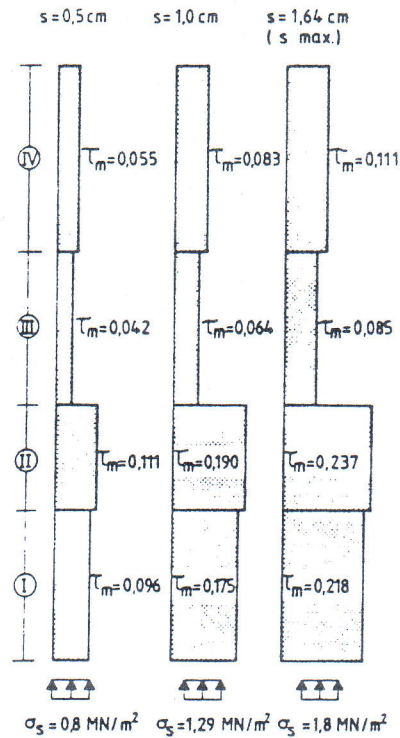 s = 0,5 cm s = 1,0 cm s = 1,64 cm
( s max.)
IV τm = 0,055 τm = 0,083 τm = 0,111
III τm = 0,042 τm = 0,064 τm = 0,085
II τm = 0,111 τm = 0,190 τm = 0,237
I τm = 0,096 τm = 0,175 τm = 0,218
σs = 0,8 MN/m² σs = 1,29 MN/m² σs = 1,8 MN/m²